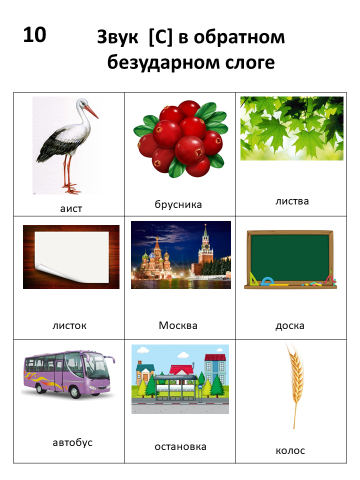 10
Звук [С] в обратном
безударном слоге
аист
брусника
листва
листок
Москва
доска
автобус
остановка
колос